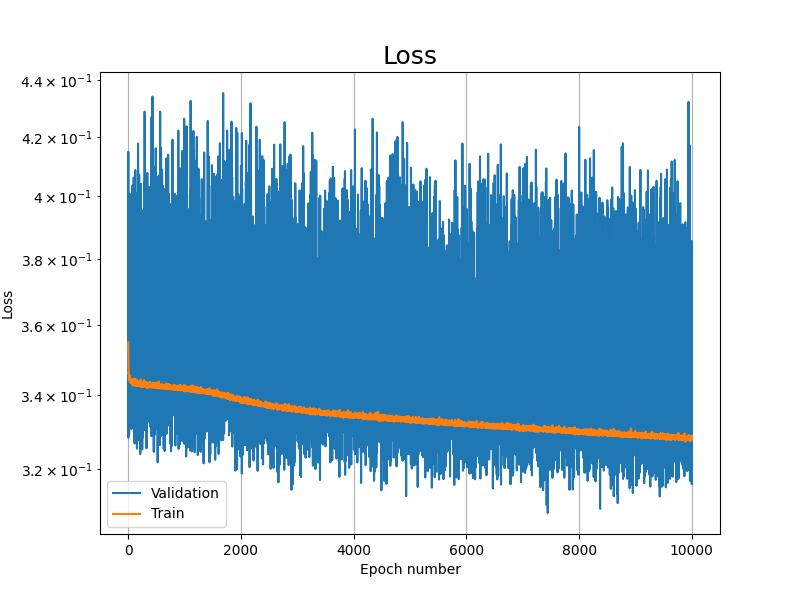 Loss
4.4 × 10⁻¹
4.2 × 10⁻¹
4 × 10⁻¹
3.8 × 10⁻¹
3.6 × 10⁻¹
3.4 × 10⁻¹
3.2 × 10⁻¹
Loss
Validation
Train
0 2000 4000 6000 8000 10000
Epoch number